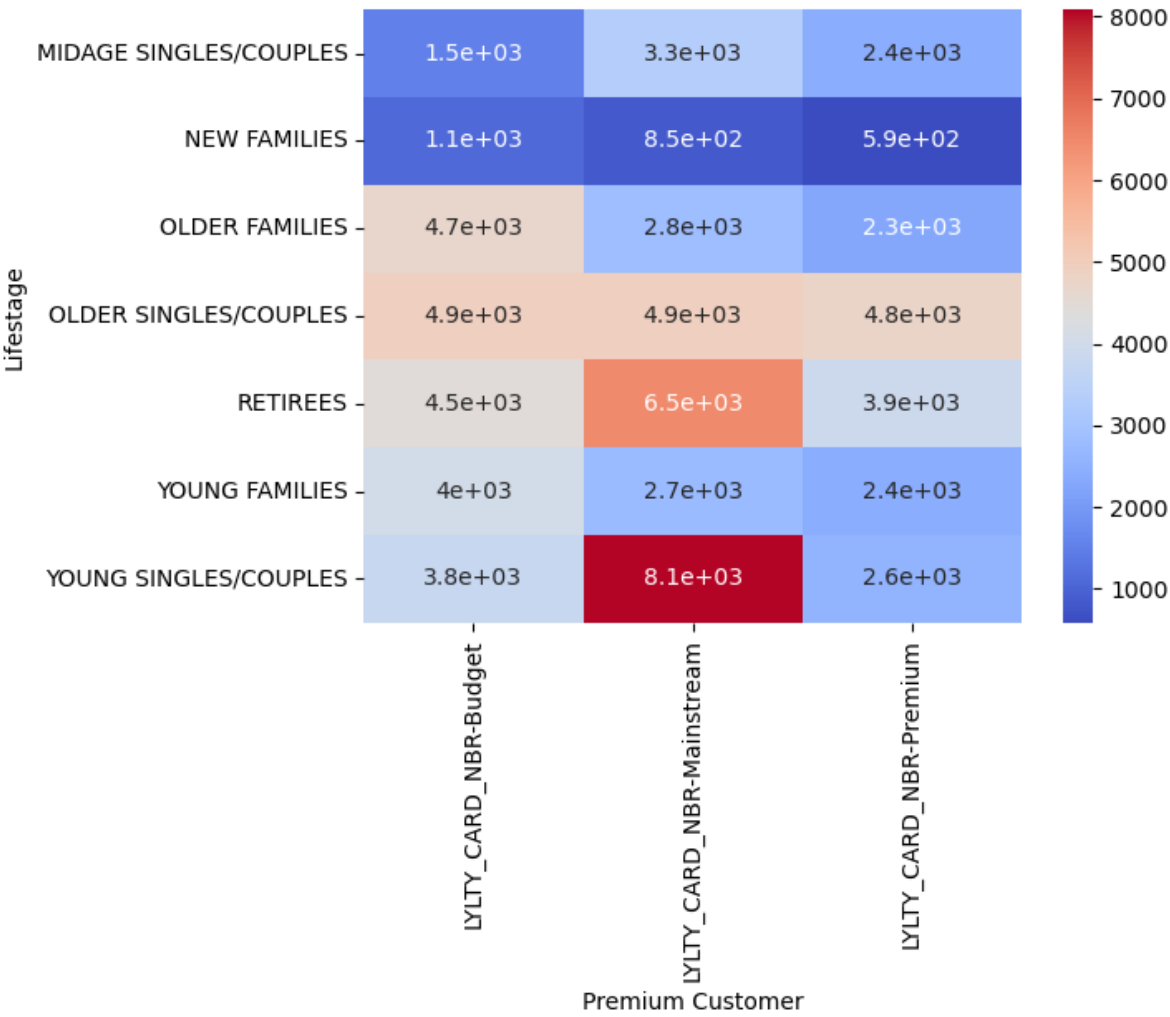 MIDAGE SINGLES/COUPLES 1.5e+03 3.3e+03 2.4e+03
NEW FAMILIES 1.1e+03 8.5e+02 5.9e+02
OLDER FAMILIES 4.7e+03 2.8e+03 2.3e+03
OLDER SINGLES/COUPLES 4.9e+03 4.9e+03 4.8e+03
RETIREES 4.5e+03 6.5e+03 3.9e+03
YOUNG FAMILIES 4e+03 2.7e+03 2.4e+03
YOUNG SINGLES/COUPLES 3.8e+03 8.1e+03 2.6e+03
Lifestage
LYLTY_CARD_NBR-Budget
LYLTY_CARD_NBR-Mainstream
LYLTY_CARD_NBR-Premium
Premium Customer
8000
7000
6000
5000
4000
3000
2000
1000